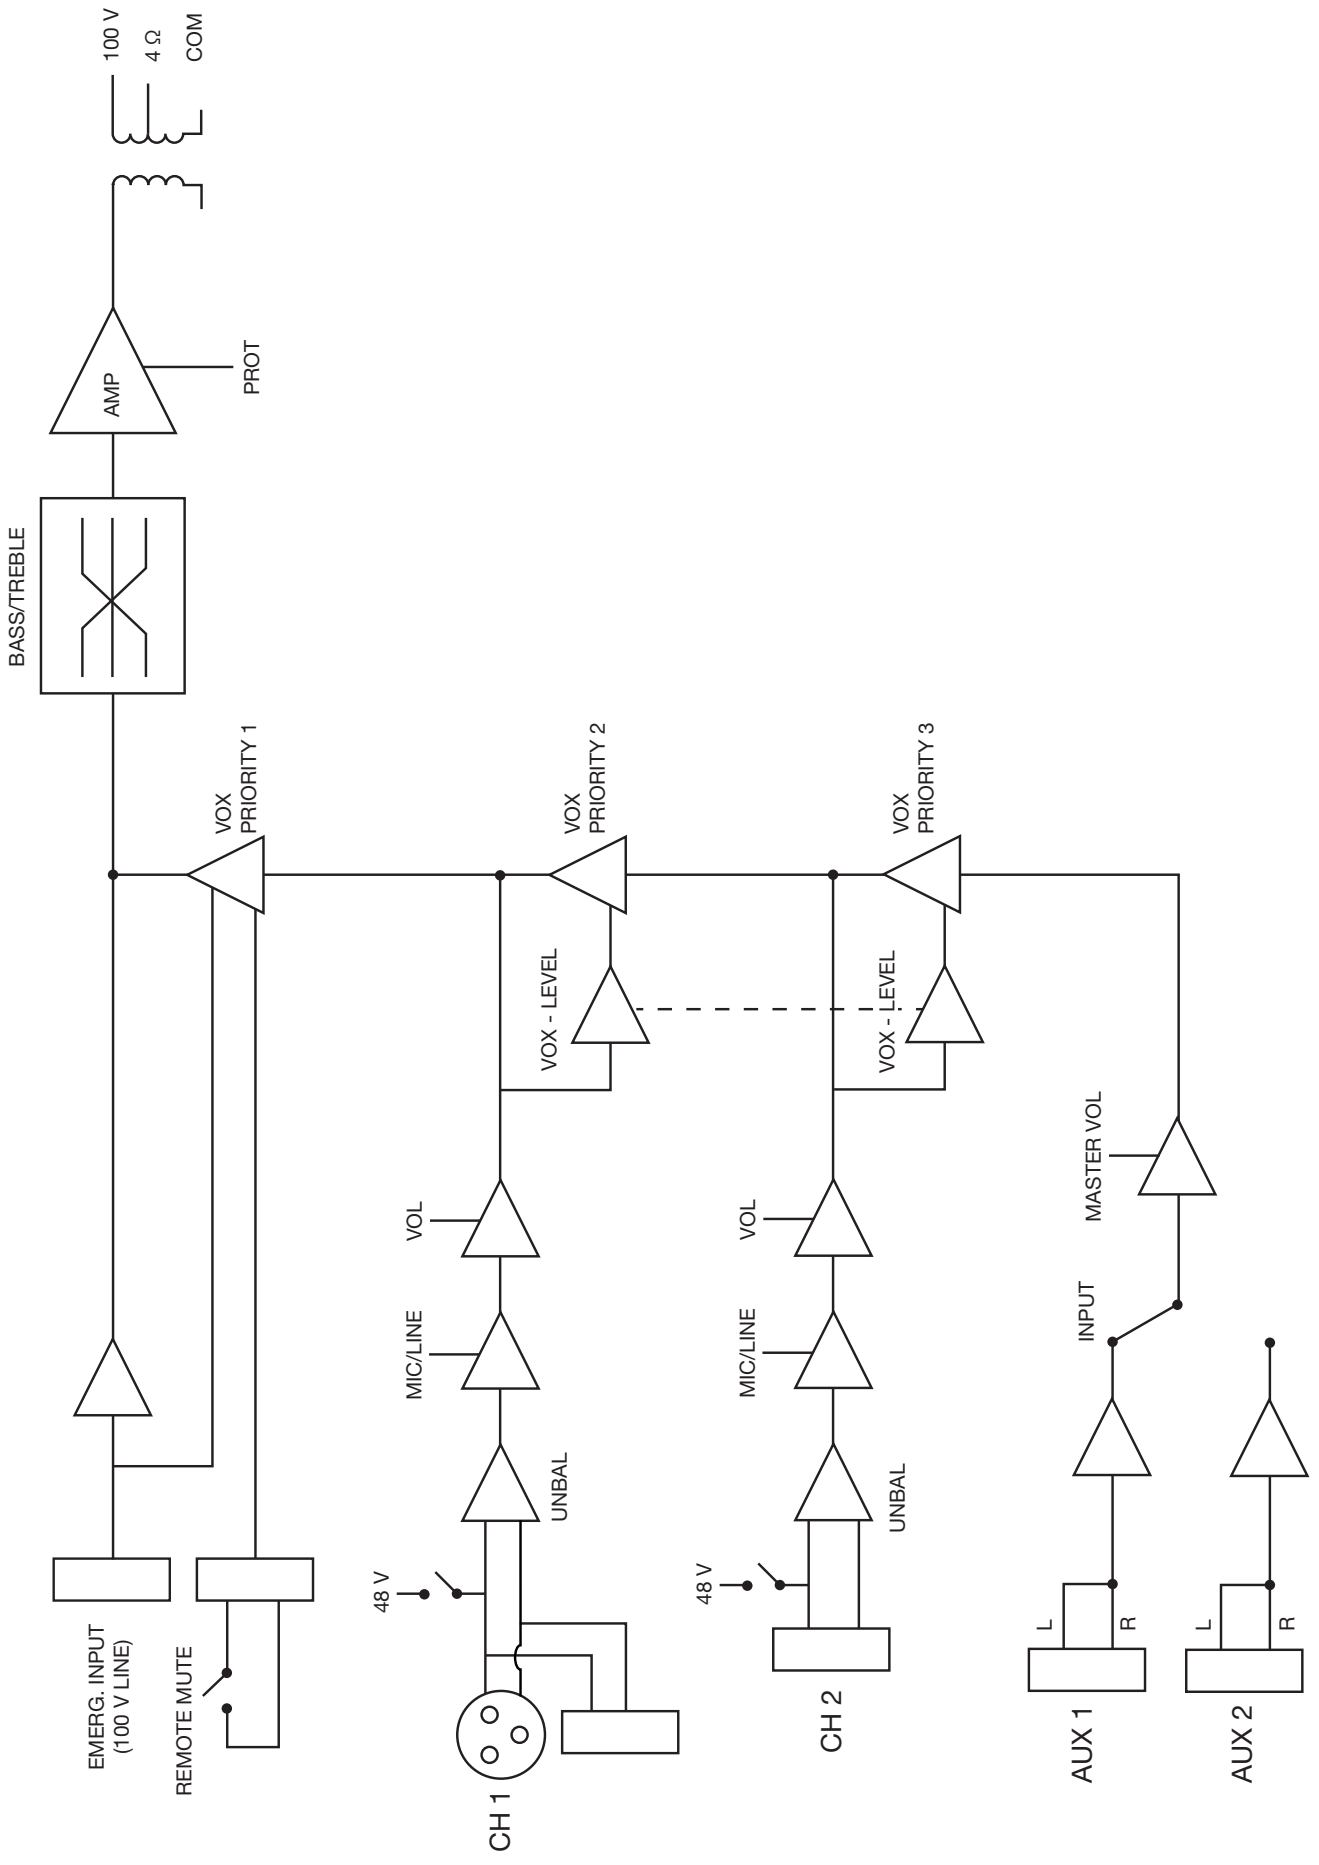 EMERG. INPUT
(100 V LINE)
REMOTE MUTE
BASS/TREBLE
AMP
PROT
100 V
4 Ω
COM
VOX
PRIORITY 1
CH 1
48 V
UNBAL
MIC/LINE
VOL
VOX - LEVEL
VOX
PRIORITY 2
CH 2
48 V
UNBAL
MIC/LINE
VOL
VOX - LEVEL
VOX
PRIORITY 3
AUX 1
L
R
INPUT
MASTER VOL
AUX 2
L
R